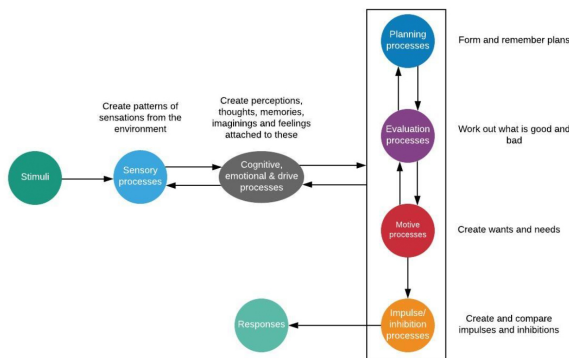 Planning
processes
Form and remember plans
Create patterns of
sensations from the
environment
Create perceptions,
thoughts, memories,
imaginings and feelings
attached to these
Evaluation
processes
Work out what is good and
bad
Stimuli
Sensory
processes
Cognitive,
emotional & drive
processes
Motive
processes
Create wants and needs
Responses
Impulse/
inhibition
processes
Create and compare
impulses and inhibitions